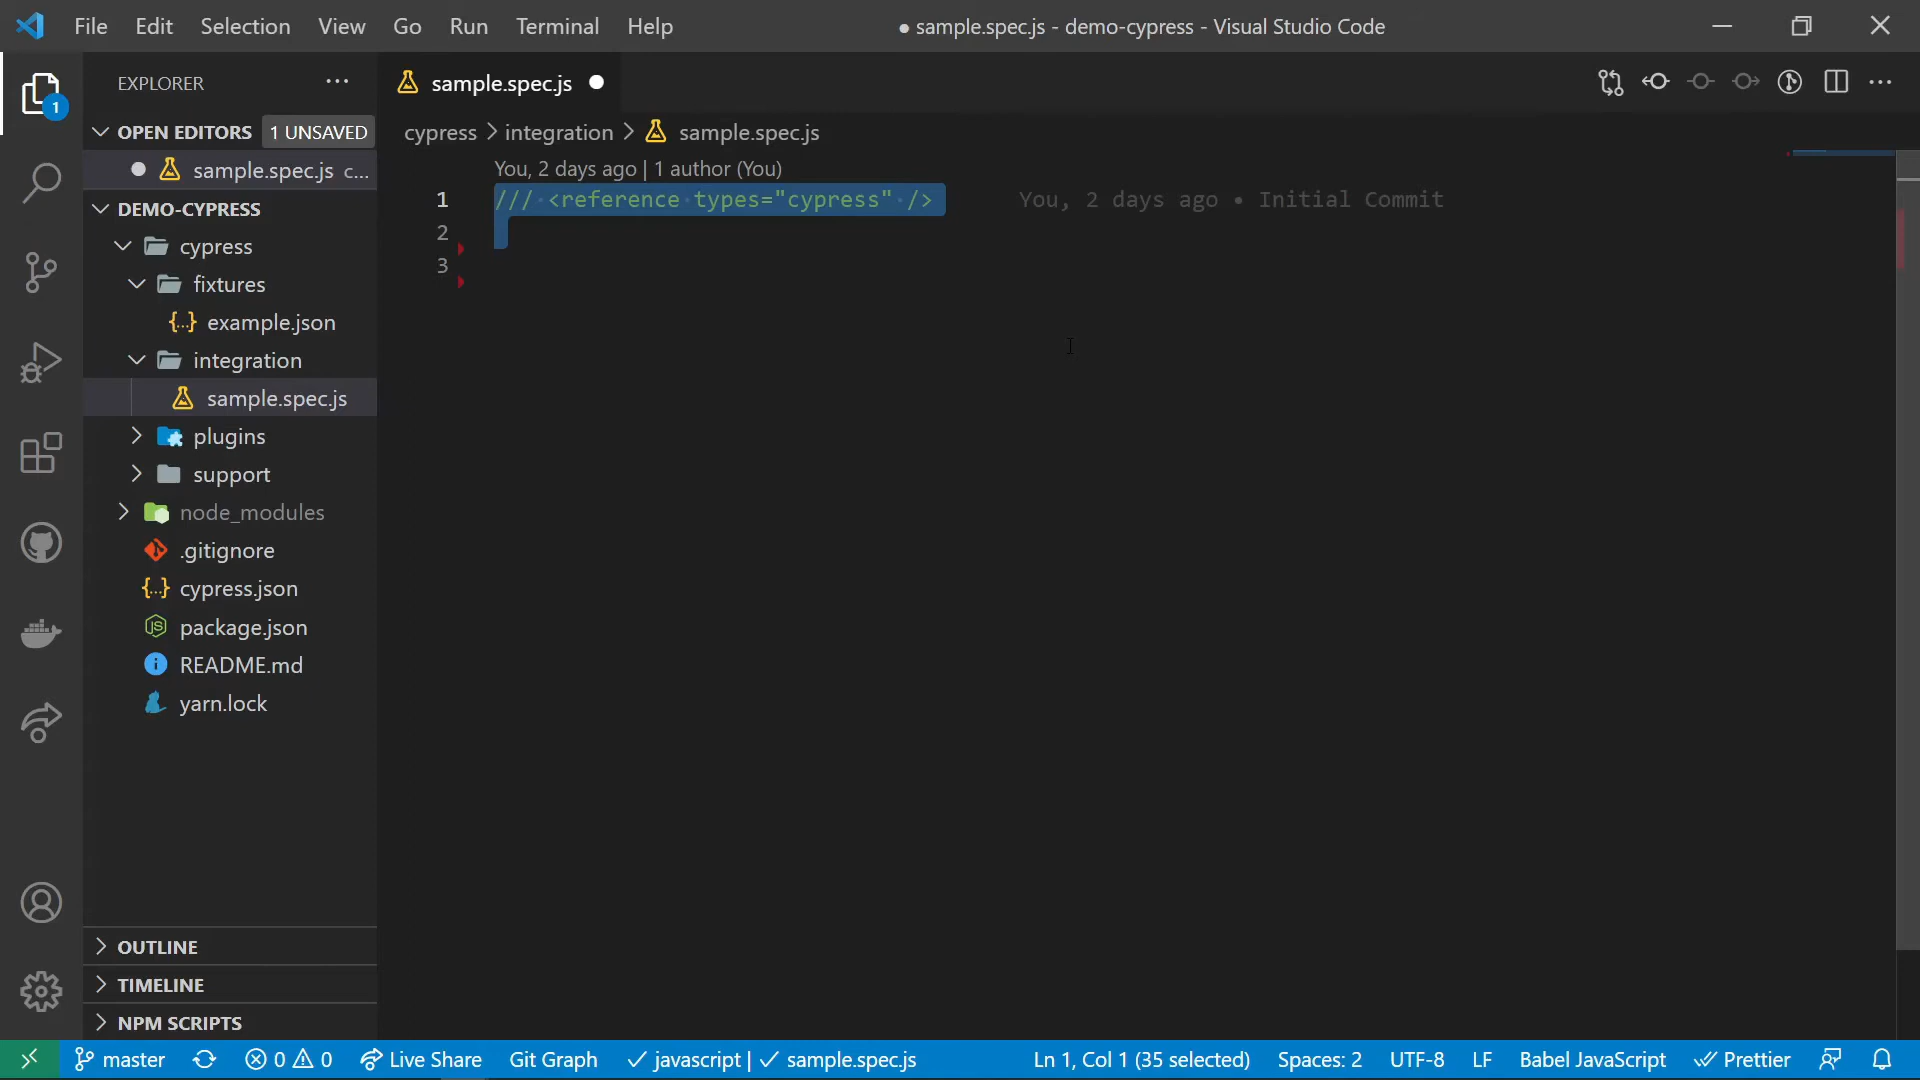 File Edit Selection View Go Run Terminal Help
● sample.spec.js - demo-cypress - Visual Studio Code
EXPLORER
1
OPEN EDITORS 1 UNSAVED
sample.spec.js c...
DEMO-CYPRESS
cypress
fixtures
example.json
integration
sample.spec.js
plugins
support
node_modules
.gitignore
cypress.json
package.json
README.md
yarn.lock
OUTLINE
TIMELINE
NPM SCRIPTS
sample.spec.js
cypress > integration > sample.spec.js
You, 2 days ago | 1 author (You)
1 /// <reference types="cypress" /> You, 2 days ago • Initial Commit
2
3
master 0 0 Live Share Git Graph javascript | sample.spec.js Ln 1, Col 1 (35 selected) Spaces: 2 UTF-8 LF Babel JavaScript Prettier